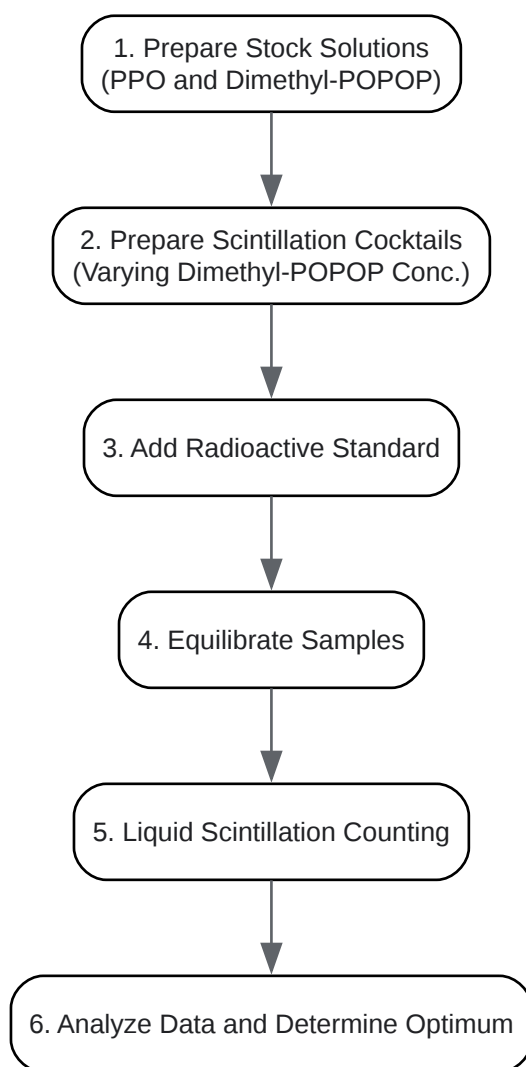 1. Prepare Stock Solutions
(PPO and Dimethyl-POPOP)
2. Prepare Scintillation Cocktails
(Varying Dimethyl-POPOP Conc.)
3. Add Radioactive Standard
4. Equilibrate Samples
5. Liquid Scintillation Counting
6. Analyze Data and Determine Optimum